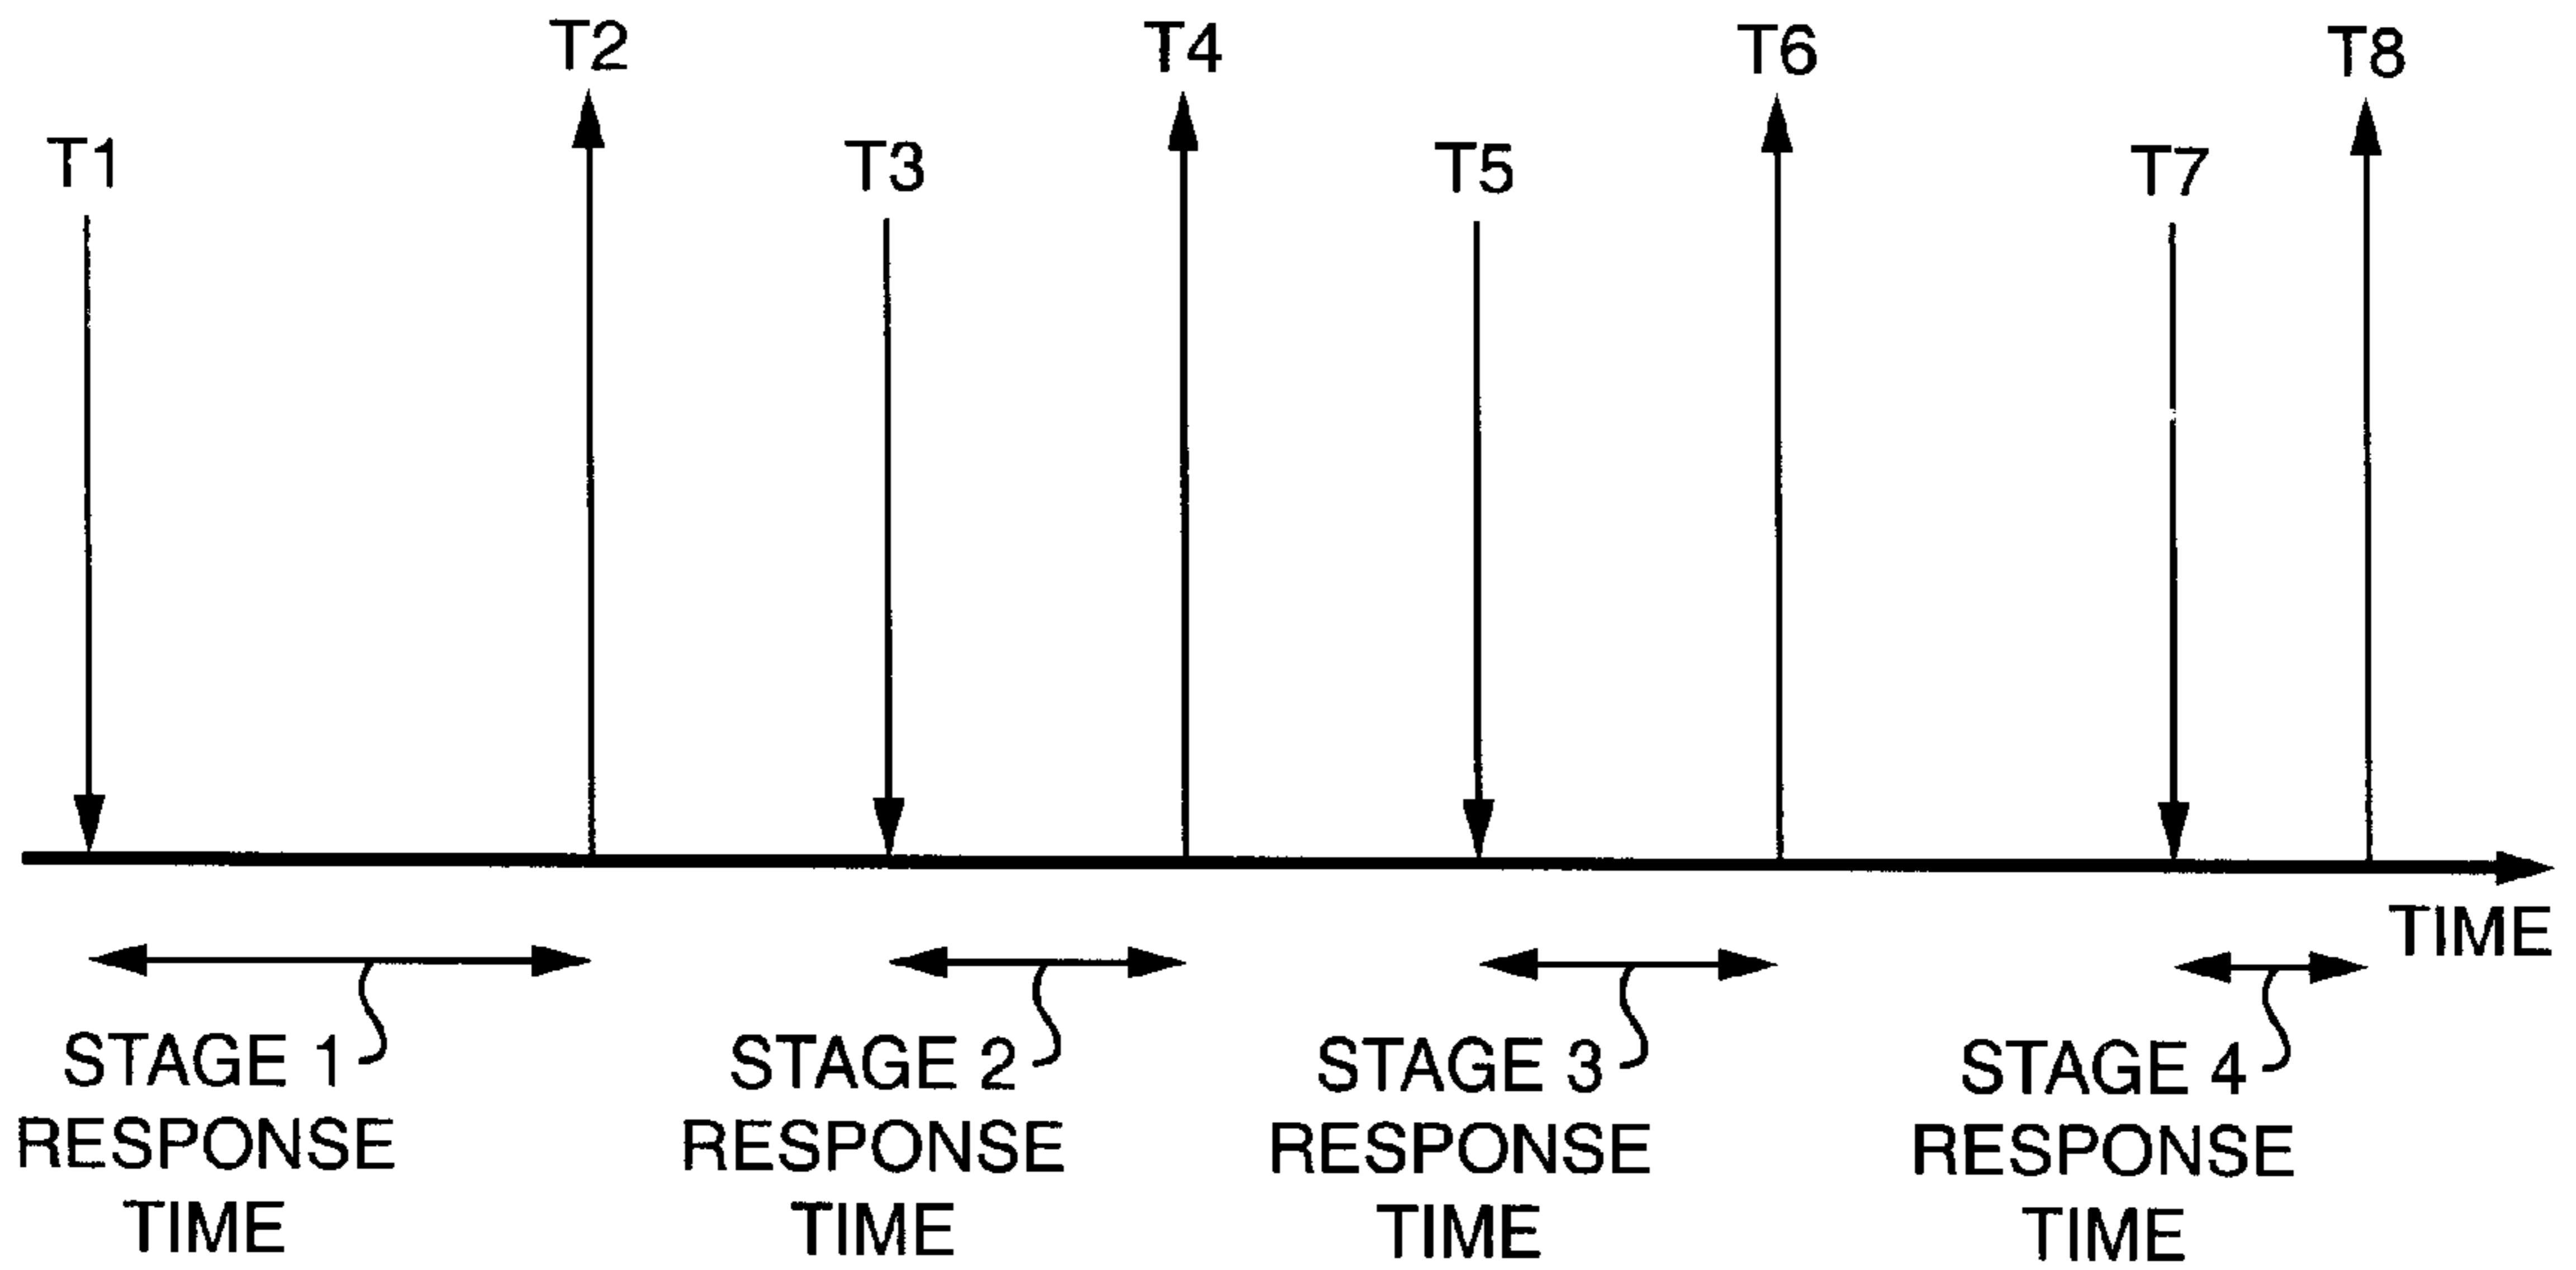 T1
T2
T3
T4
T5
T6
T7
T8
TIME
STAGE 1
RESPONSE
TIME
STAGE 2
RESPONSE
TIME
STAGE 3
RESPONSE
TIME
STAGE 4
RESPONSE
TIME